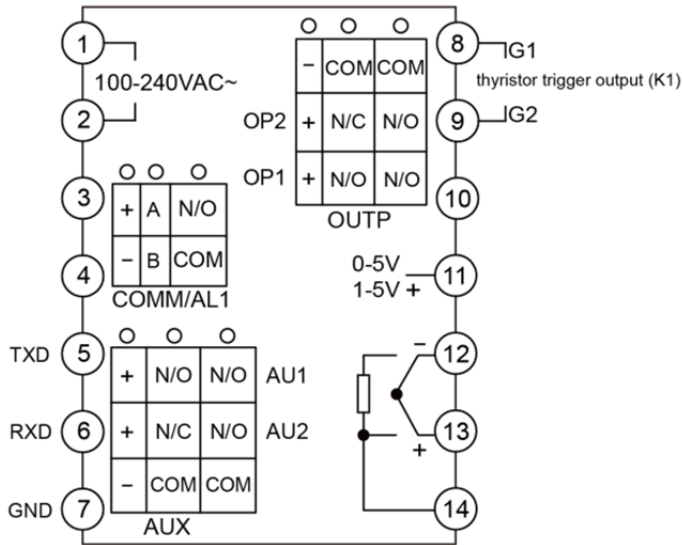 1
100-240VAC~
2
3
+ A N/O
4
− B COM
COMM/AL1
TXD 5
+ N/O N/O AU1
RXD 6
+ N/C N/O AU2
GND 7
− COM COM
AUX
− COM COM
OP2 + N/C N/O
OP1 + N/O N/O
OUTP
8 G1
thyristor trigger output (K1)
9 G2
10
0-5V
1-5V + 11
− 12
+ 13
14